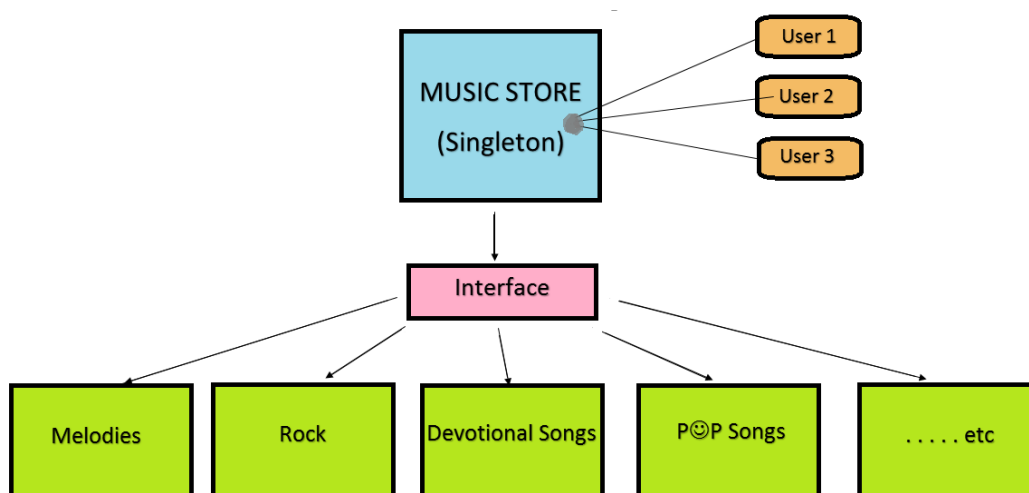 MUSIC STORE
(Singleton)
User 1
User 2
User 3
Interface
Melodies
Rock
Devotional Songs
P☺P Songs
. . . . . etc